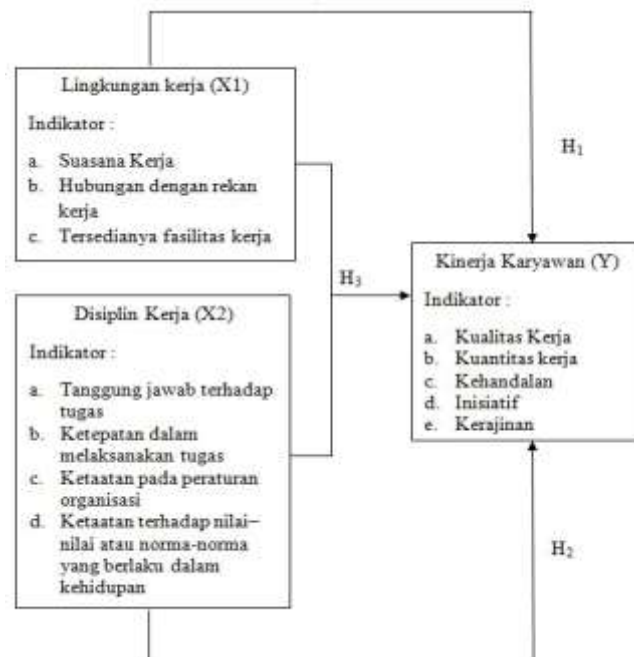 Lingkungan kerja (X1)
Indikator :
a. Suasana Kerja
b. Hubungan dengan rekan
kerja
c. Tersedianya fasilitas kerja
Disiplin Kerja (X2)
Indikator :
a. Tanggung jawab terhadap
tugas
b. Ketepatan dalam
melaksanakan tugas
c. Ketaatan pada peraturan
organisasi
d. Ketaatan terhadap nilai–
nilai atau norma-norma
yang berlaku dalam
kehidupan
H₃
H₁
Kinerja Karyawan (Y)
Indikator :
a. Kualitas Kerja
b. Kuantitas kerja
c. Kehandalan
d. Inisiatif
e. Kerajinan
H₂